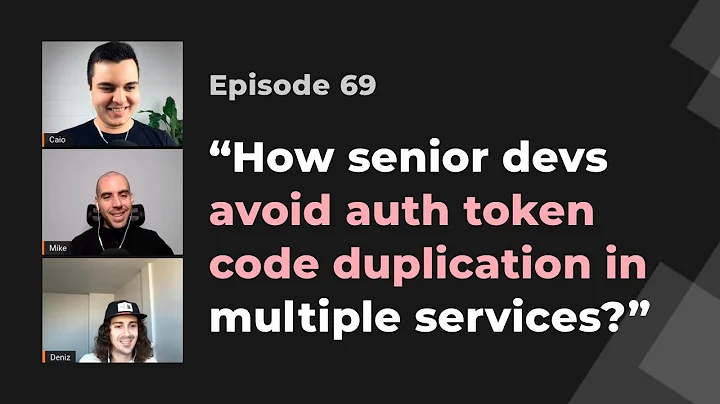 Caio
Mike
Deniz
Episode 69
“How senior devs
avoid auth token
code duplication in
multiple services?”